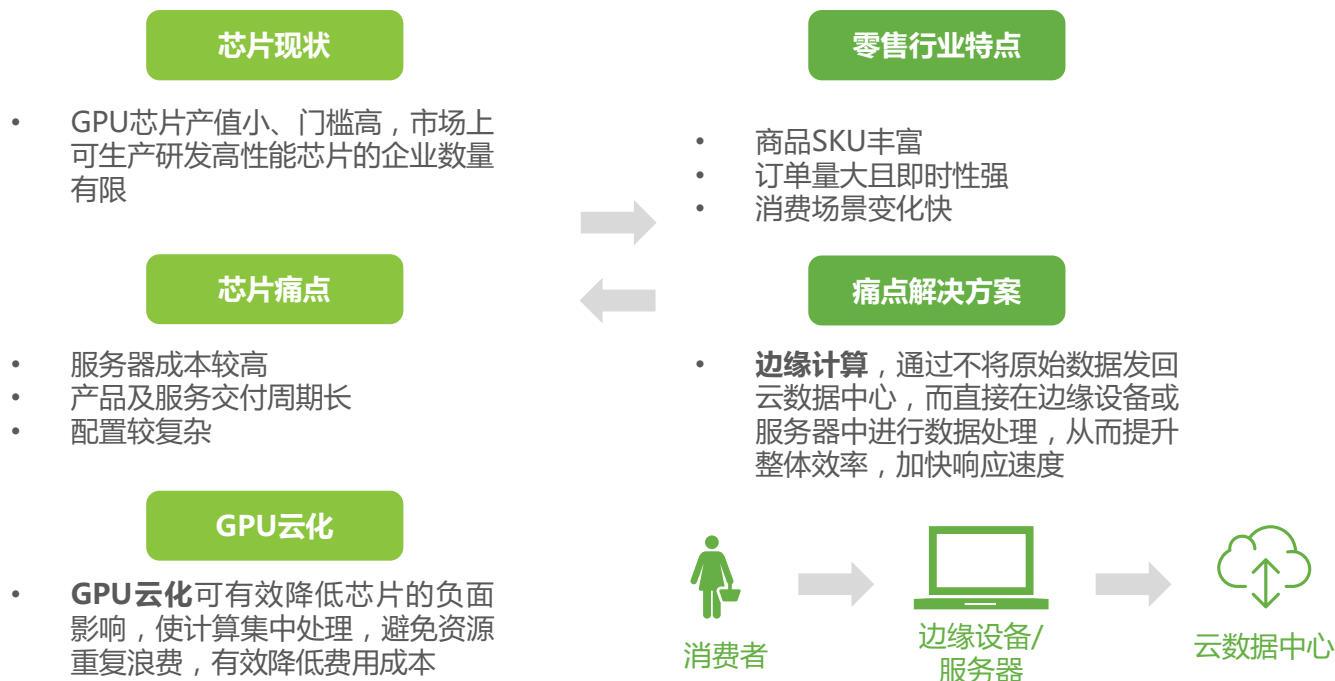 芯片现状
• GPU芯片产值小、门槛高，市场上
可生产研发高性能芯片的企业数量
有限
芯片痛点
• 服务器成本较高
• 产品及服务交付周期长
• 配置较复杂
GPU云化
• GPU云化可有效降低芯片的负面
影响，使计算集中处理，避免资源
重复浪费，有效降低费用成本
零售行业特点
• 商品SKU丰富
• 订单量大且即时性强
• 消费场景变化快
痛点解决方案
• 边缘计算，通过不将原始数据发回
云数据中心，而直接在边缘设备或
服务器中进行数据处理，从而提升
整体效率，加快响应速度
消费者
边缘设备/
服务器
云数据中心